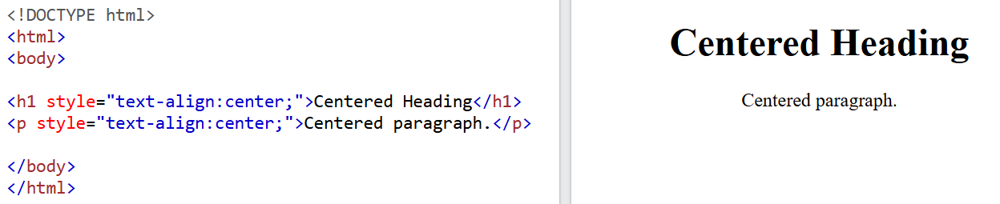 <!DOCTYPE html>
<html>
<body>
<h1 style="text-align:center;">Centered Heading</h1>
<p style="text-align:center;">Centered paragraph.</p>
</body>
</html>
Centered Heading
Centered paragraph.